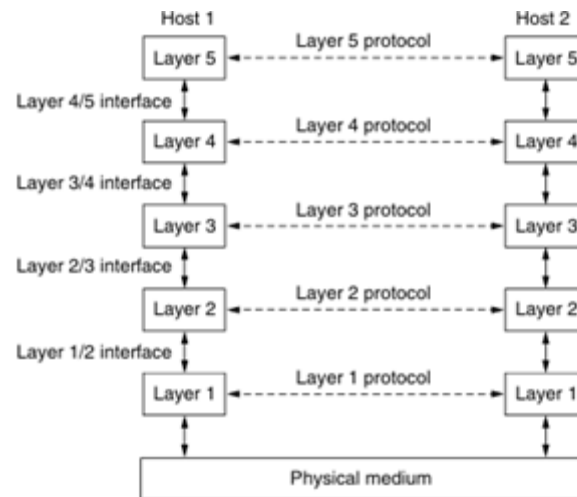 Host 1
Host 2
Layer 5
Layer 5 protocol
Layer 5
Layer 4/5 interface
Layer 4
Layer 4 protocol
Layer 4
Layer 3/4 interface
Layer 3
Layer 3 protocol
Layer 3
Layer 2/3 interface
Layer 2
Layer 2 protocol
Layer 2
Layer 1/2 interface
Layer 1
Layer 1 protocol
Layer 1
Physical medium